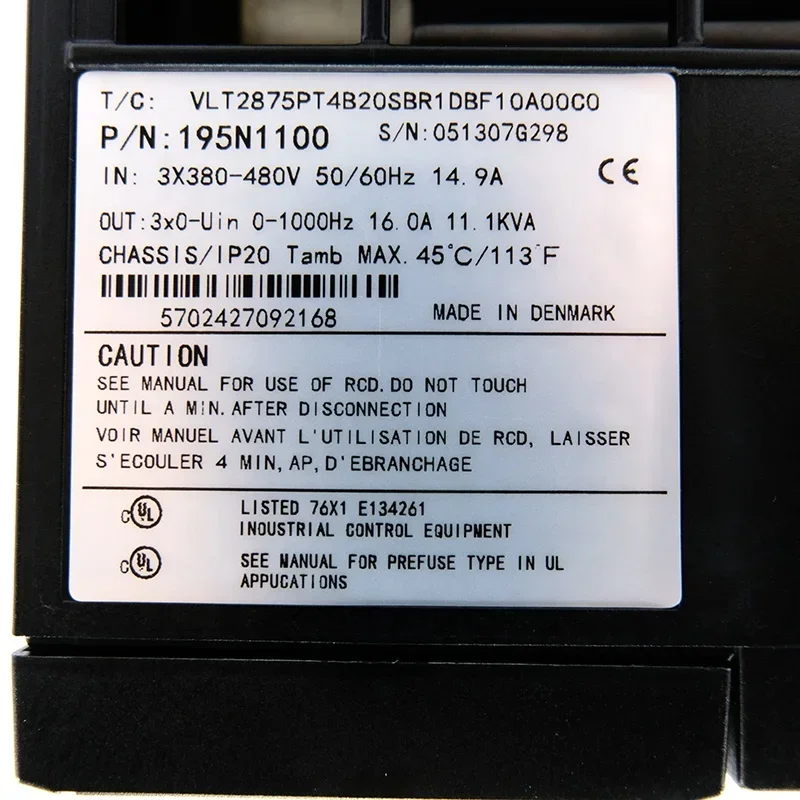 T/C: VLT2875PT4B20SBR1DBF10A00C0
P/N:195N1100 S/N:051307G298
IN: 3X380-480V 50/60Hz 14.9A CE
OUT:3x0-Uin 0-1000Hz 16.0A 11.1KVA
CHASSIS/IP20 Tamb MAX.45°C/113°F
5702427092168 MADE IN DENMARK
CAUTION
SEE MANUAL FOR USE OF RCD.DO NOT TOUCH
UNTIL A MIN.AFTER DISCONNECTION
VOIR MANUEL AVANT L'UTILISATION DE RCD, LAISSER
S'ECOULER 4 MIN,AP,D'EBRANCHAGE
c UL LISTED 76X1 E134261
INDUSTRIAL CONTROL EQUIPMENT
c UL SEE MANUAL FOR PREFUSE TYPE IN UL
APPUCATIONS